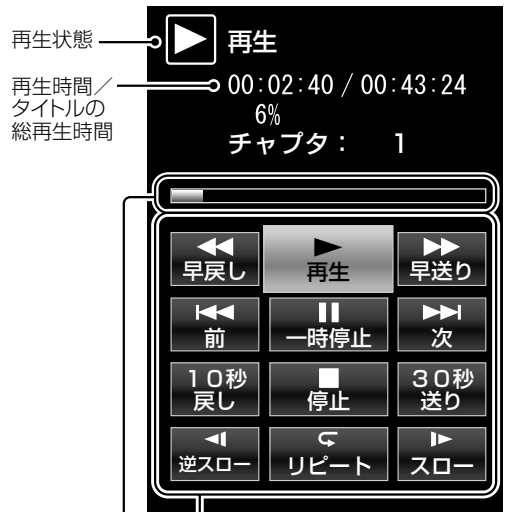 再生状態
再生
再生時間／
タイトルの
総再生時間
00:02:40 / 00:43:24
6%
チャプタ： 1
早戻し
再生
早送り
前
一時停止
次
10秒
戻し
停止
30秒
送り
逆スロー
リピート
スロー